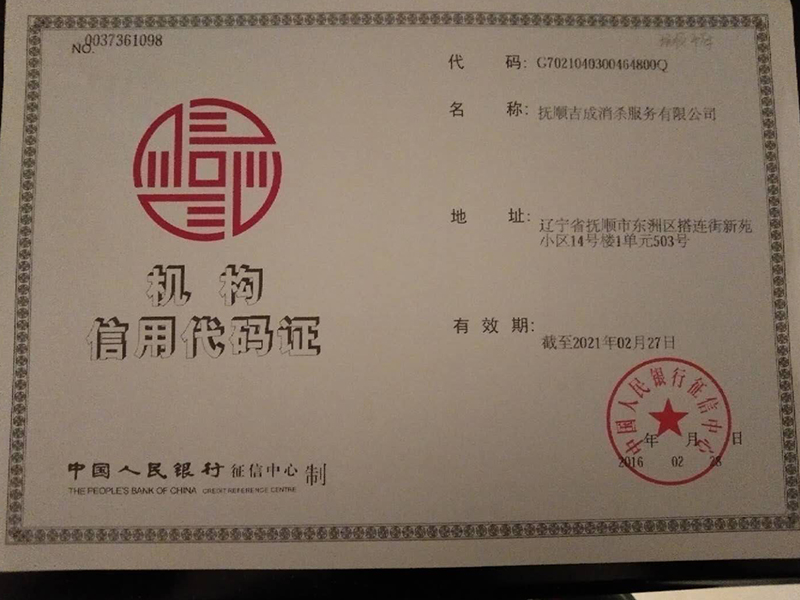 NO. 0037361098
机构
信用代码证
中国人民银行征信中心 制
THE PEOPLE'S BANK OF CHINA CREDIT REFERENCE CENTRE
代 码: G7021040300464800Q
名 称: 抚顺吉成消杀服务有限公司
地 址: 辽宁省抚顺市东洲区搭连街新苑
小区14号楼1单元503号
有 效 期: 截至2021年02月27日
中国人民银行征信中心
年 月 日
2016 02 28